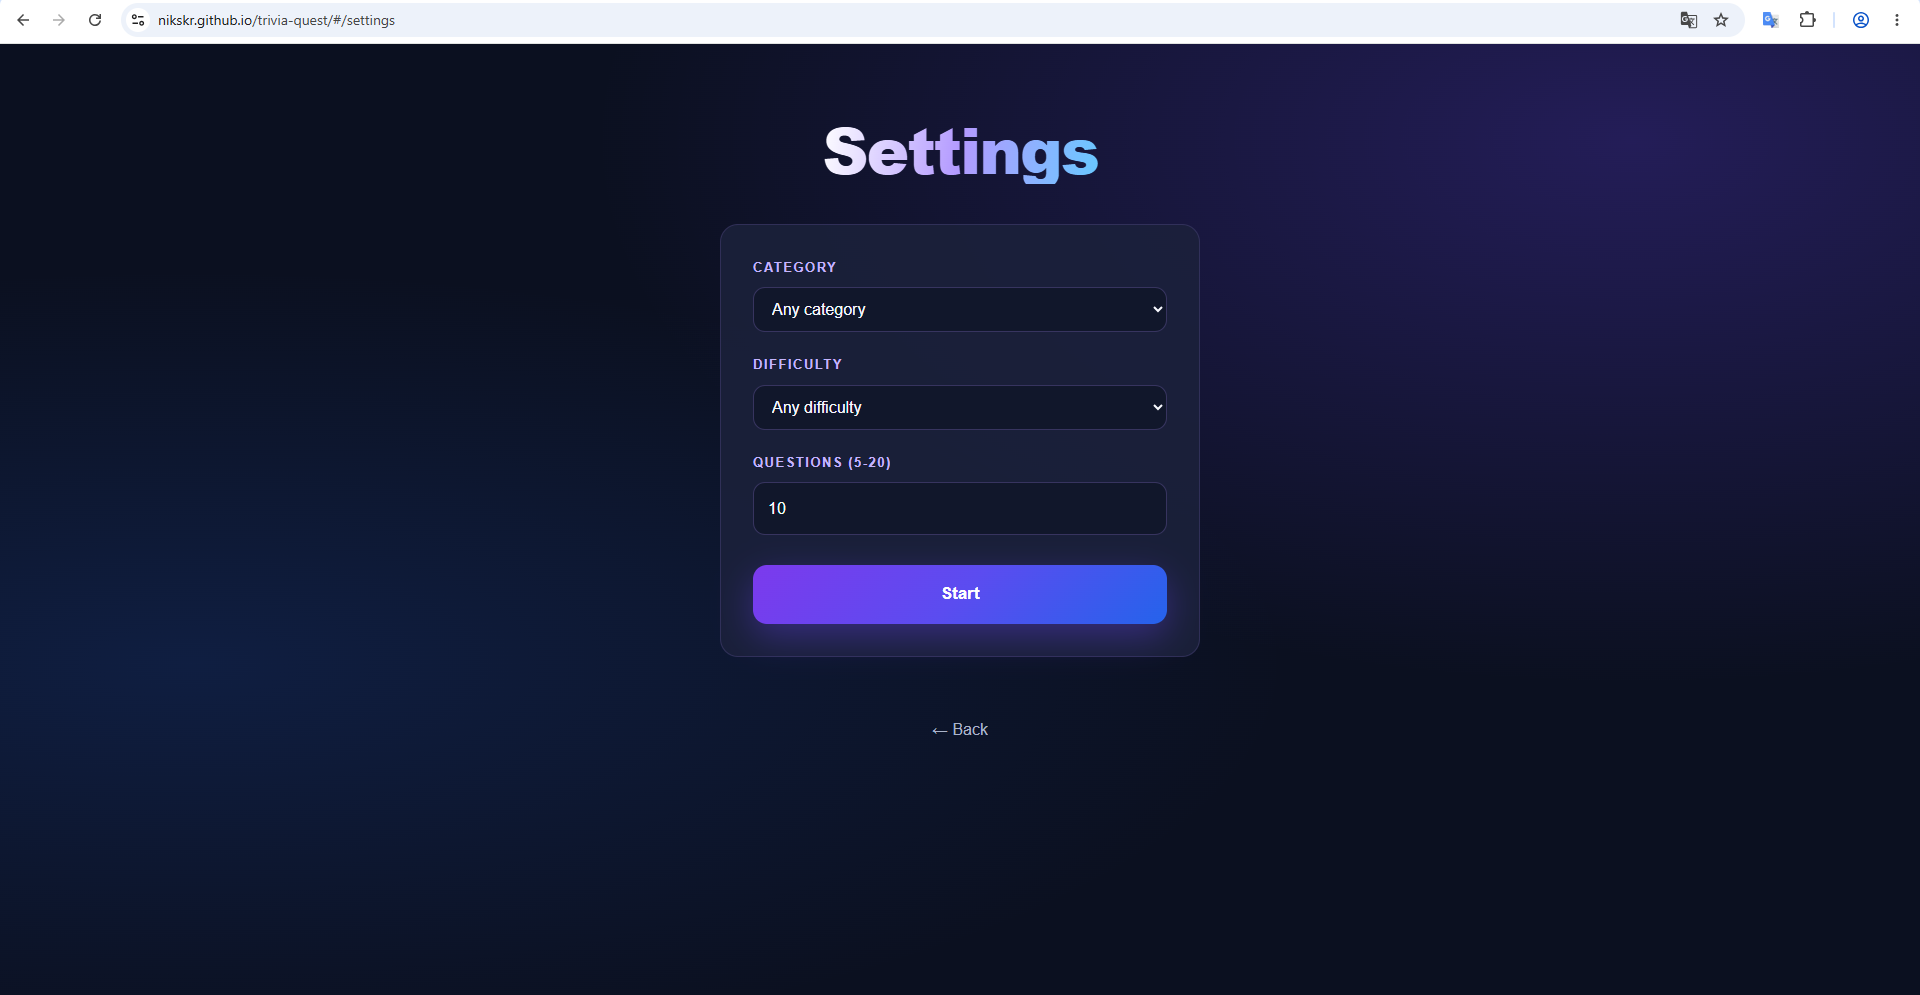 nikskr.github.io/trivia-quest/#/settings
Settings
CATEGORY
Any category
DIFFICULTY
Any difficulty
QUESTIONS (5-20)
10
Start
← Back